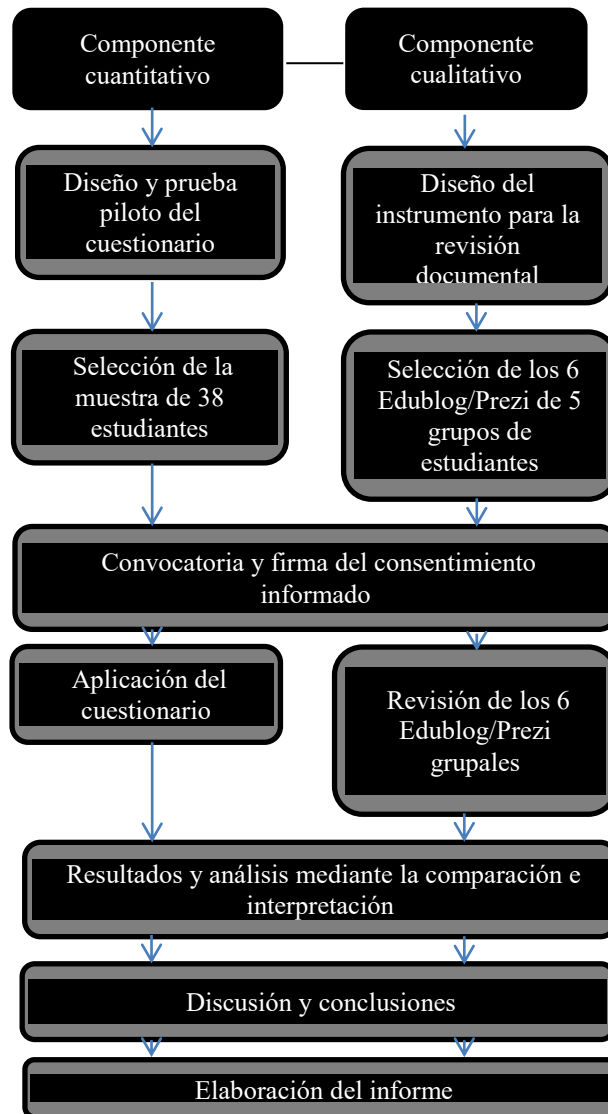 Componente
cuantitativo
Componente
cualitativo
Diseño y prueba
piloto del
cuestionario
Diseño del
instrumento para la
revisión
documental
Selección de la
muestra de 38
estudiantes
Selección de los 6
Edublog/Prezi de 5
grupos de
estudiantes
Convocatoria y firma del consentimiento
informado
Aplicación del
cuestionario
Revisión de los 6
Edublog/Prezi
grupales
Resultados y análisis mediante la comparación e
interpretación
Discusión y conclusiones
Elaboración del informe